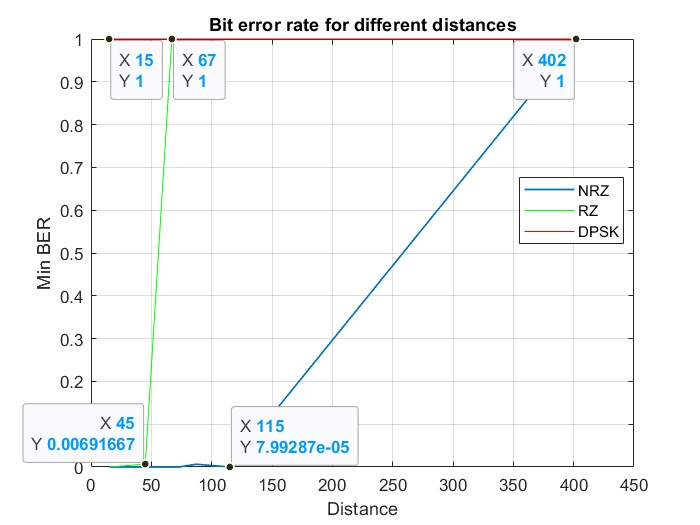 Bit error rate for different distances
1
0.9
0.8
0.7
0.6
0.5
0.4
0.3
0.2
0
Min BER
X 15
Y 1
X 67
Y 1
X 402
Y 1
NRZ
RZ
DPSK
X 45
Y 0.00691667
X 115
Y 7.99287e-05
0 50 100 150 200 250 300 350 400 450
Distance